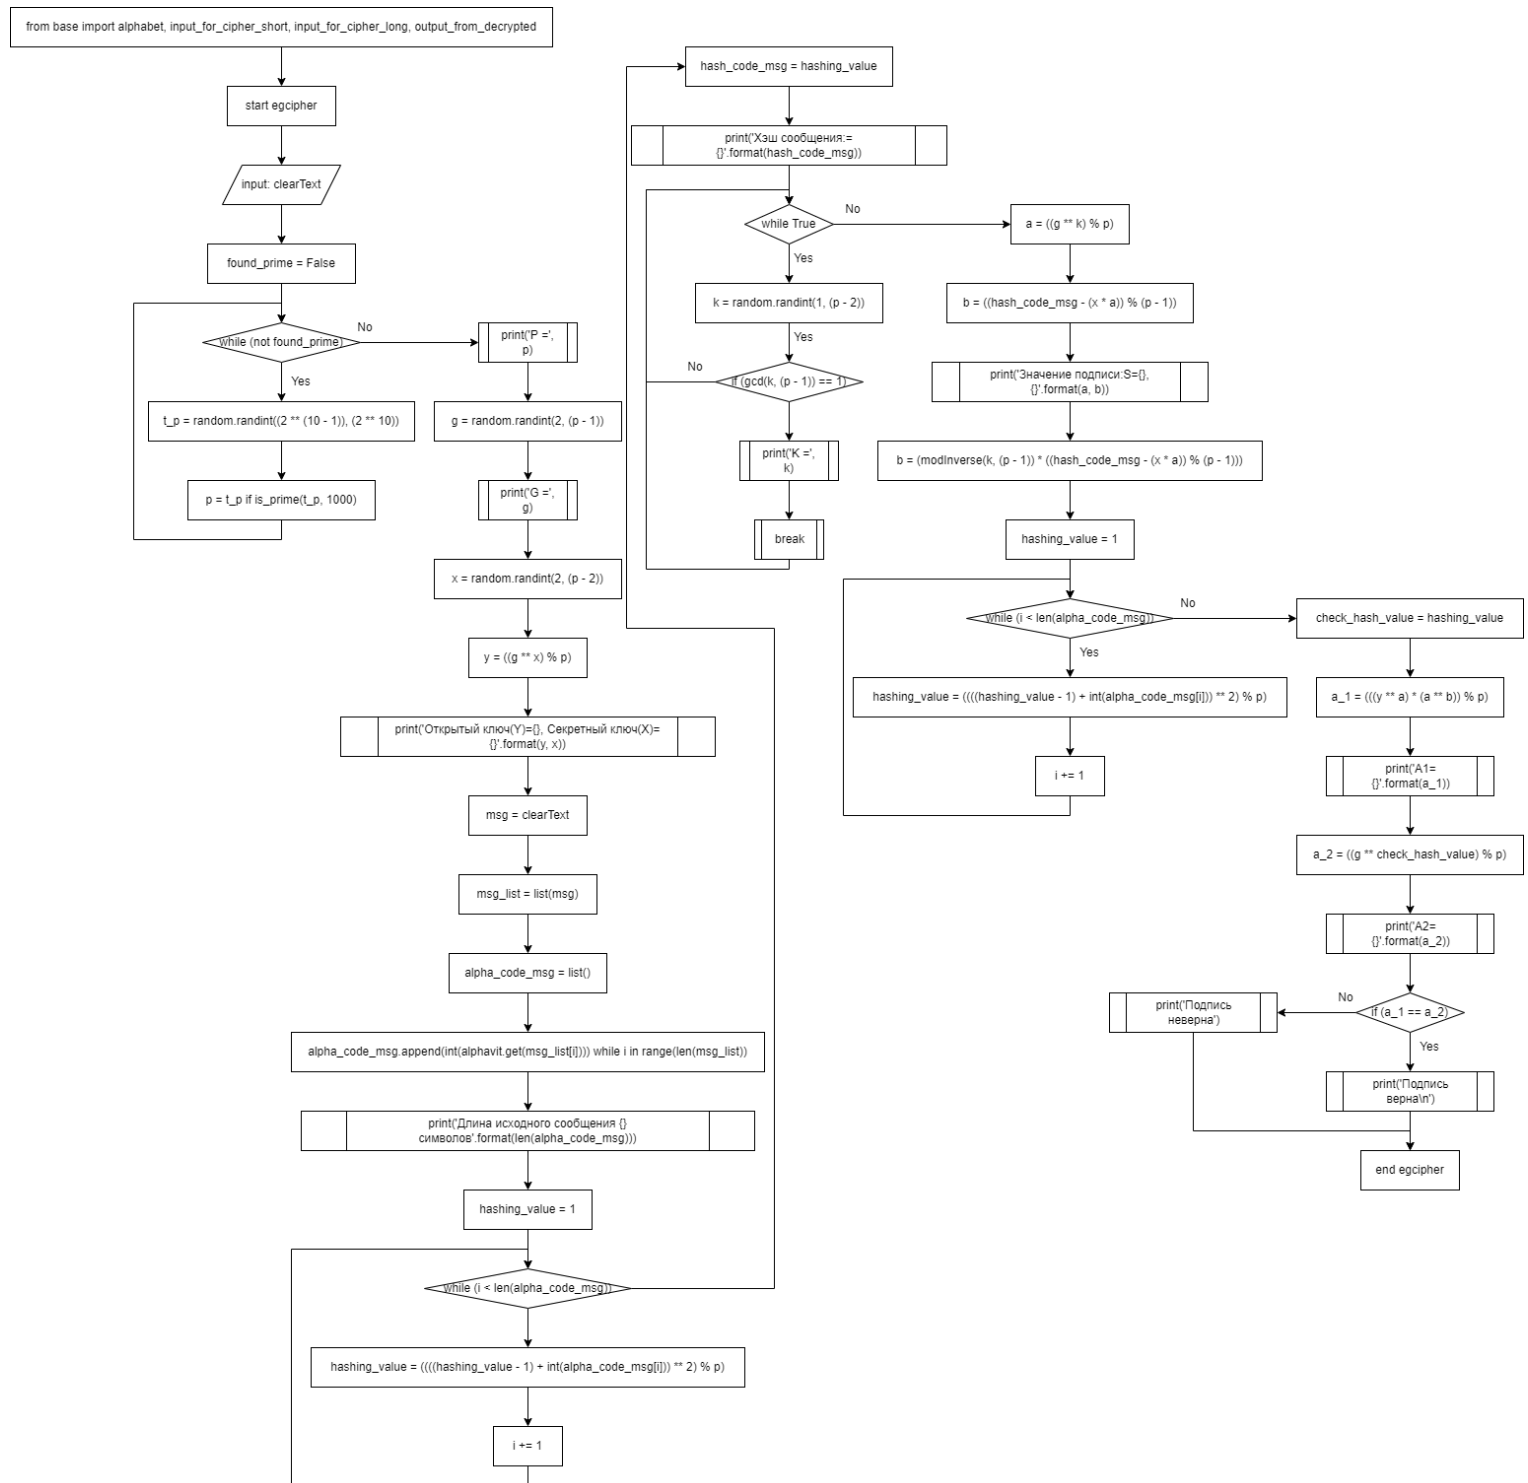 from base import alphabet, input_for_cipher_short, input_for_cipher_long, output_from_decrypted
start egcipher
input: clearText
found_prime = False
while (not found_prime)
No
Yes
t_p = random.randint((2 ** (10 - 1)), (2 ** 10))
p = t_p if is_prime(t_p, 1000)
print('P =',
p)
g = random.randint(2, (p - 1))
print('G =',
g)
x = random.randint(2, (p - 2))
y = ((g ** x) % p)
print('Открытый ключ(Y)={}, Секретный ключ(X)=
{}'.format(y, x))
msg = clearText
msg_list = list(msg)
alpha_code_msg = list()
alpha_code_msg.append(int(alphavit.get(msg_list[i]))) while i in range(len(msg_list))
print('Длина исходного сообщения {}
символов'.format(len(alpha_code_msg)))
hashing_value = 1
while (i < len(alpha_code_msg))
hashing_value = ((((hashing_value - 1) + int(alpha_code_msg[i])) ** 2) % p)
i += 1
hash_code_msg = hashing_value
print('Хэш сообщения:=
{}'.format(hash_code_msg))
while True
No
Yes
k = random.randint(1, (p - 2))
Yes
if (gcd(k, (p - 1)) == 1)
No
print('K =',
k)
break
a = ((g ** k) % p)
b = ((hash_code_msg - (x * a)) % (p - 1))
print('Значение подписи:S={},
{}'.format(a, b))
b = (modInverse(k, (p - 1)) * ((hash_code_msg - (x * a)) % (p - 1)))
hashing_value = 1
while (i < len(alpha_code_msg))
No
Yes
hashing_value = ((((hashing_value - 1) + int(alpha_code_msg[i])) ** 2) % p)
i += 1
check_hash_value = hashing_value
a_1 = (((y ** a) * (a ** b)) % p)
print('A1=
{}'.format(a_1))
a_2 = ((g ** check_hash_value) % p)
print('A2=
{}'.format(a_2))
if (a_1 == a_2)
No
print('Подпись
неверна')
Yes
print('Подпись
верна\n')
end egcipher